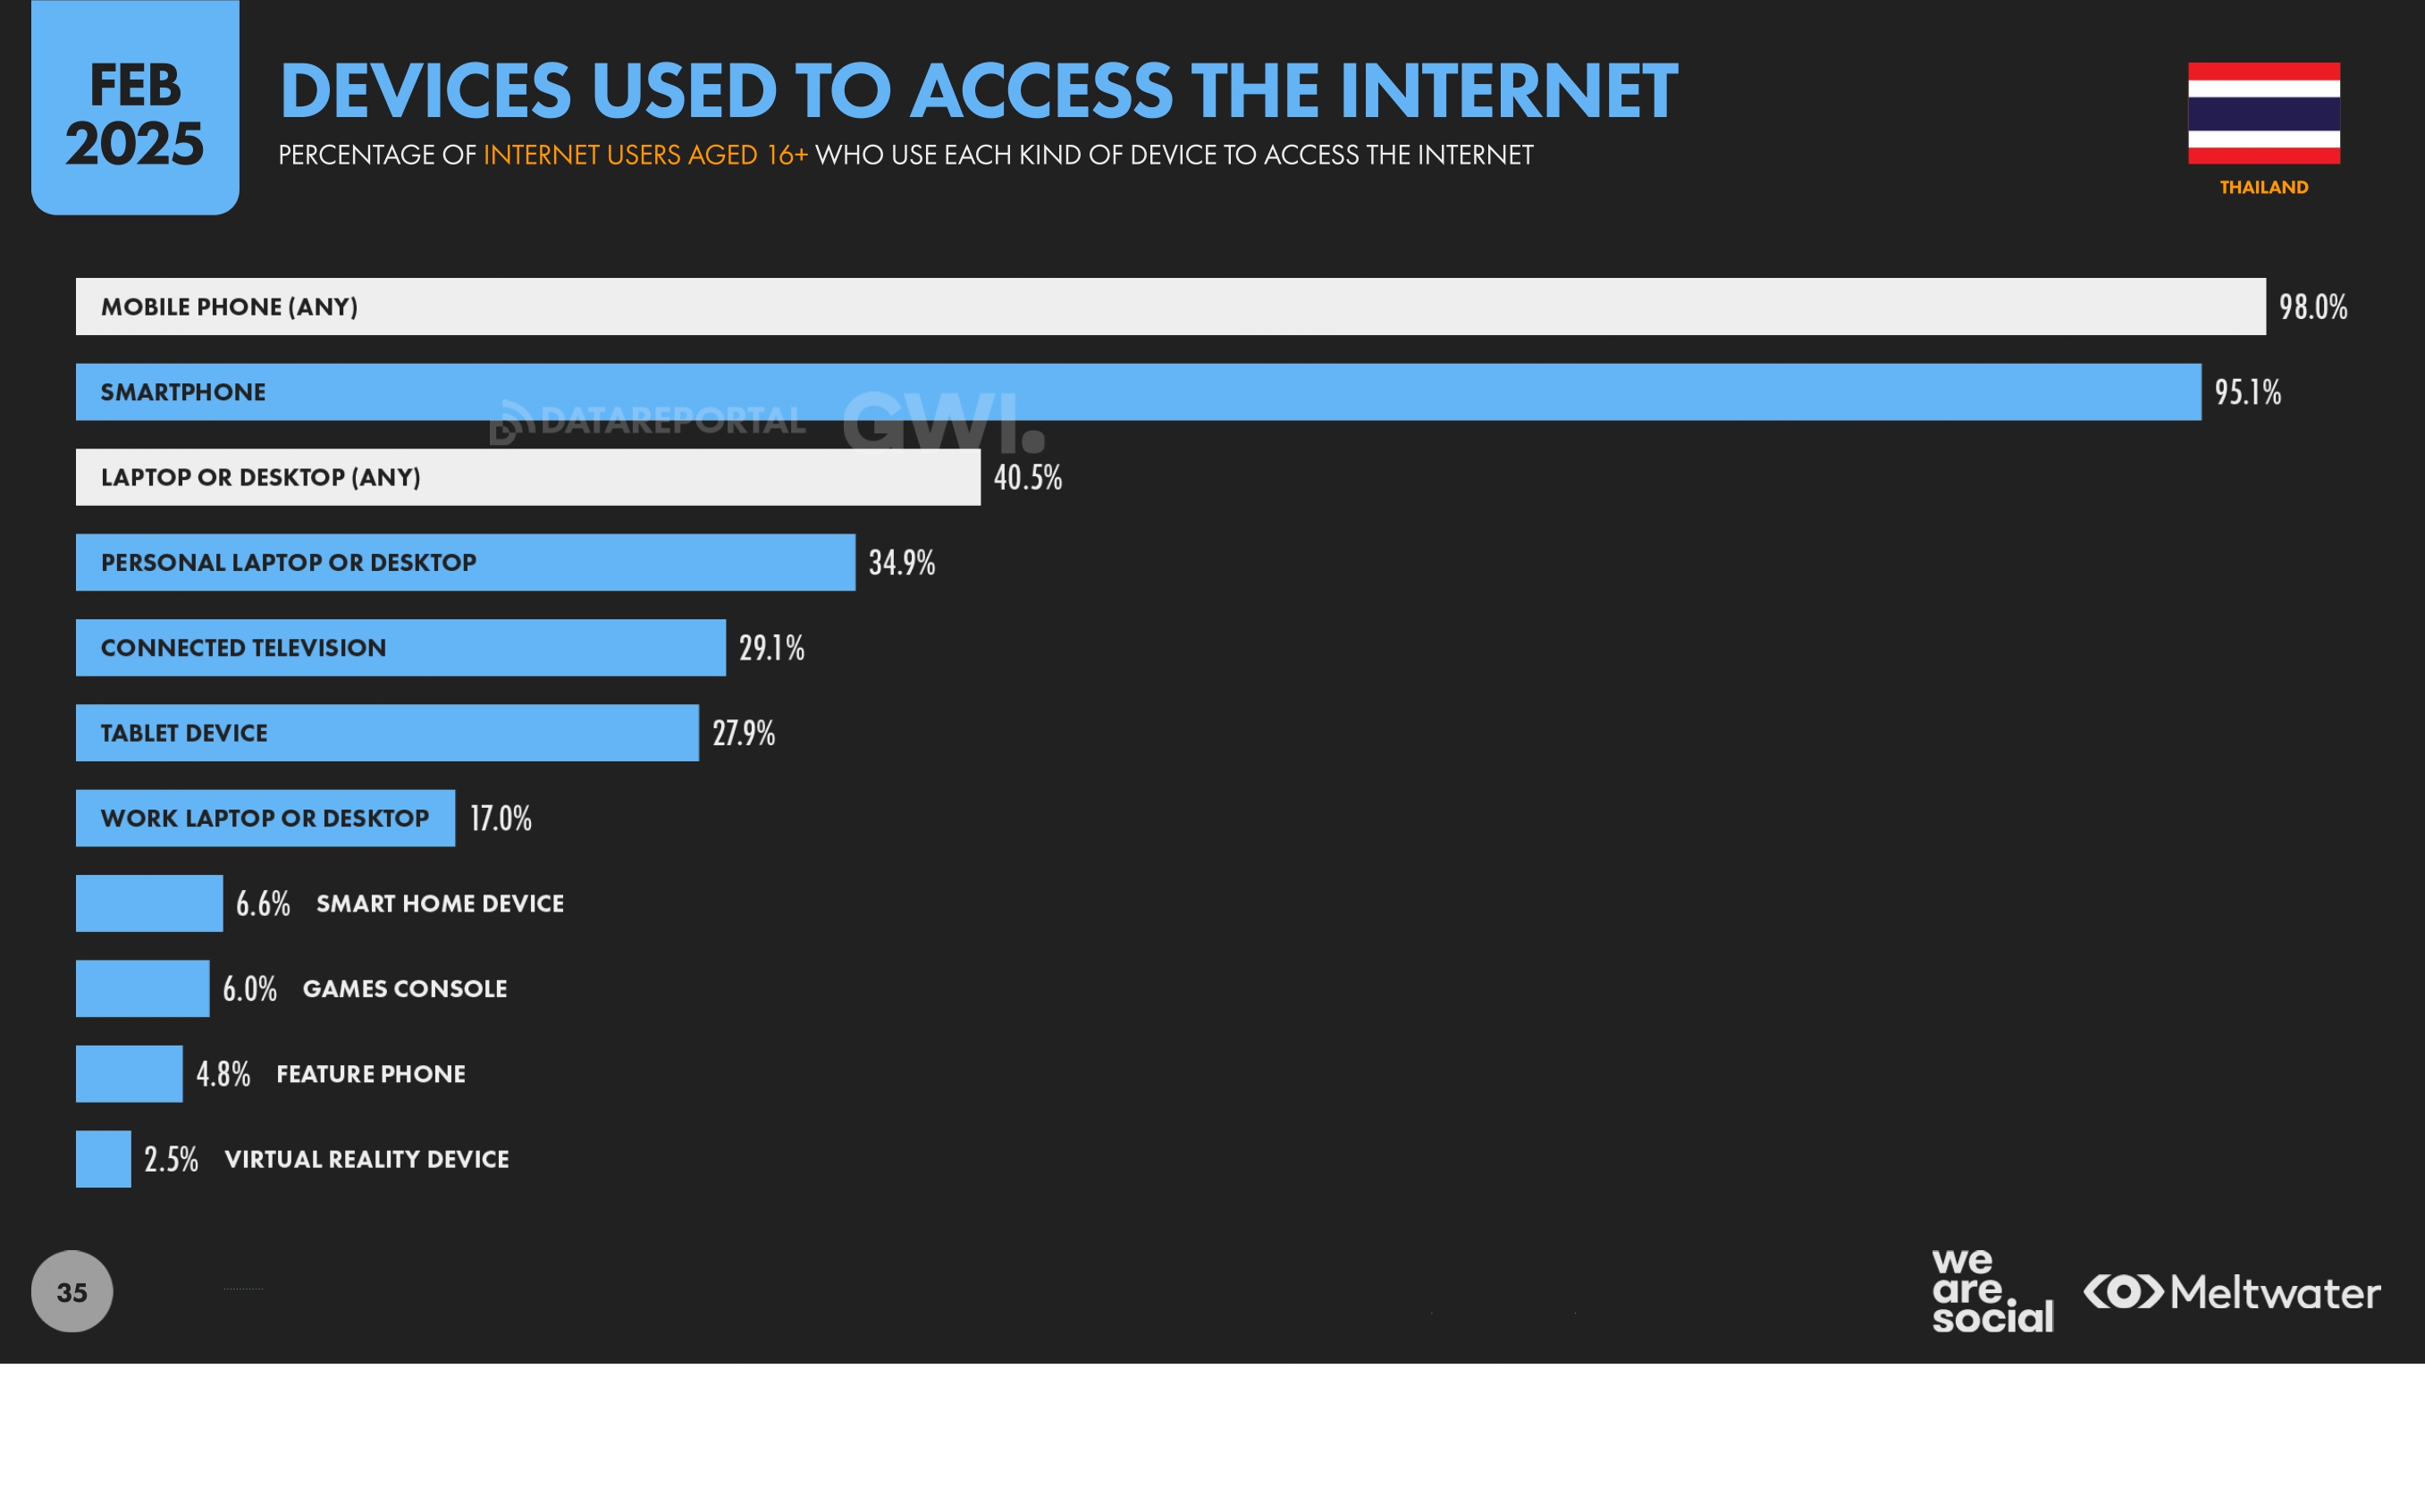 FEB
2025
DEVICES USED TO ACCESS THE INTERNET
PERCENTAGE OF INTERNET USERS AGED 16+ WHO USE EACH KIND OF DEVICE TO ACCESS THE INTERNET
THAILAND
MOBILE PHONE (ANY) 98.0%
SMARTPHONE 95.1%
DATAREPORTAL GWI.
LAPTOP OR DESKTOP (ANY) 40.5%
PERSONAL LAPTOP OR DESKTOP 34.9%
CONNECTED TELEVISION 29.1%
TABLET DEVICE 27.9%
WORK LAPTOP OR DESKTOP 17.0%
6.6% SMART HOME DEVICE
6.0% GAMES CONSOLE
4.8% FEATURE PHONE
2.5% VIRTUAL REALITY DEVICE
35
we
are
social
Meltwater